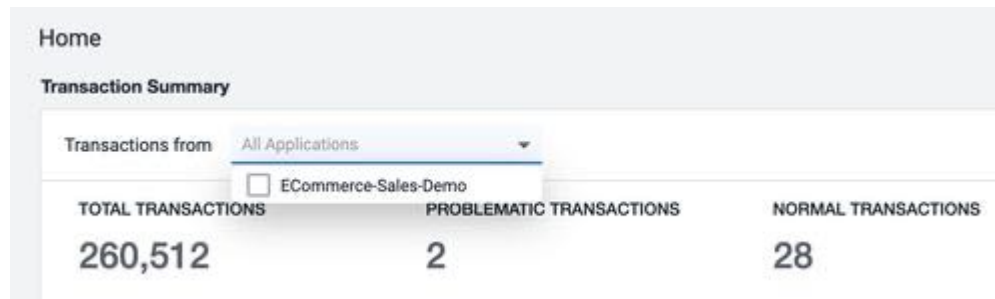 Home
Transaction Summary
Transactions from All Applications
ECommerce-Sales-Demo
TOTAL TRANSACTIONS PROBLEMATIC TRANSACTIONS NORMAL TRANSACTIONS
260,512 2 28